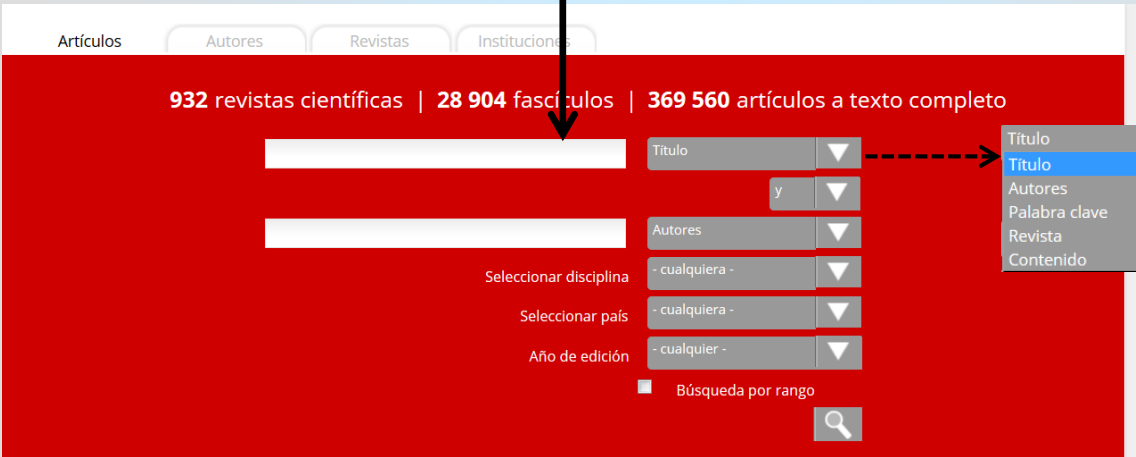 Artículos Autores Revistas Instituciones
932 revistas científicas | 28 904 fascículos | 369 560 artículos a texto completo
Título
y
Autores
Seleccionar disciplina - cualquiera -
Seleccionar país - cualquiera -
Año de edición - cualquier -
Búsqueda por rango
Título
Título
Autores
Palabra clave
Revista
Contenido